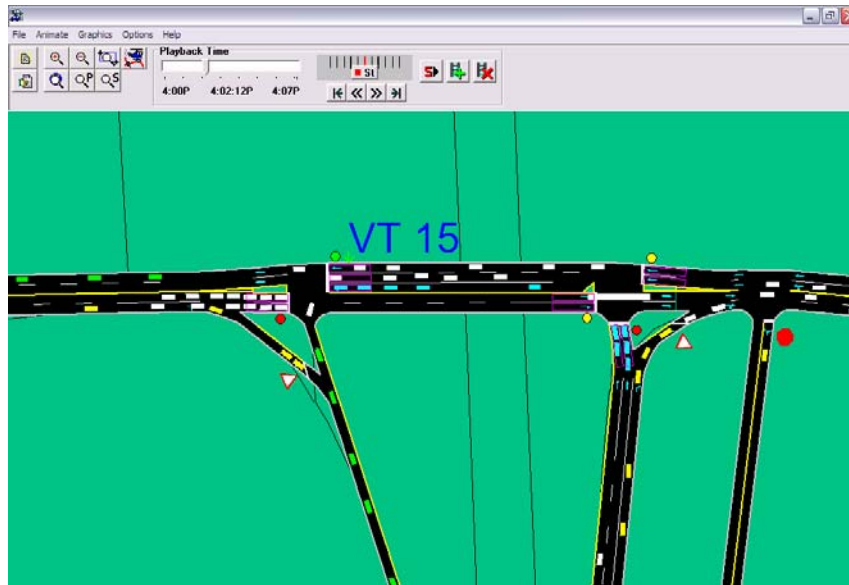 File Animate Graphics Options Help
Playback Time
St
S
P S
4:00P 4:02:12P 4:07P
VT 15